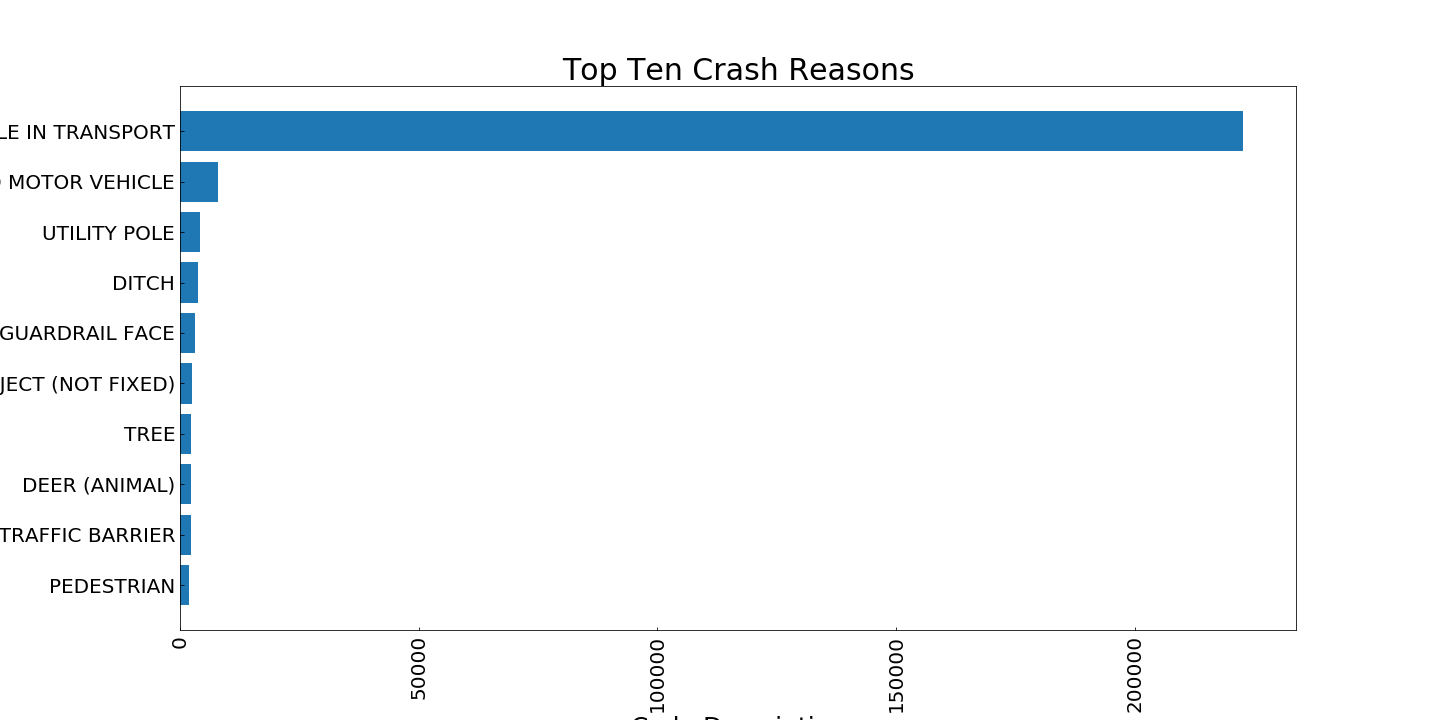 Top Ten Crash Reasons
LE IN TRANSPORT
MOTOR VEHICLE
UTILITY POLE
DITCH
GUARDRAIL FACE
JECT (NOT FIXED)
TREE
DEER (ANIMAL)
TRAFFIC BARRIER
PEDESTRIAN
0
50000
100000
150000
200000